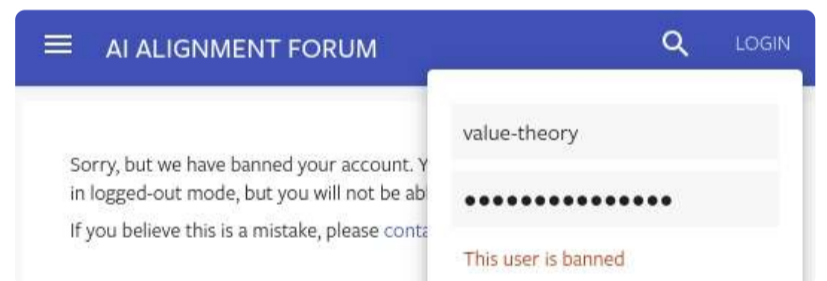 AI ALIGNMENT FORUM
LOGIN
Sorry, but we have banned your account. Y
in logged-out mode, but you will not be abl
If you believe this is a mistake, please conta
value-theory
This user is banned